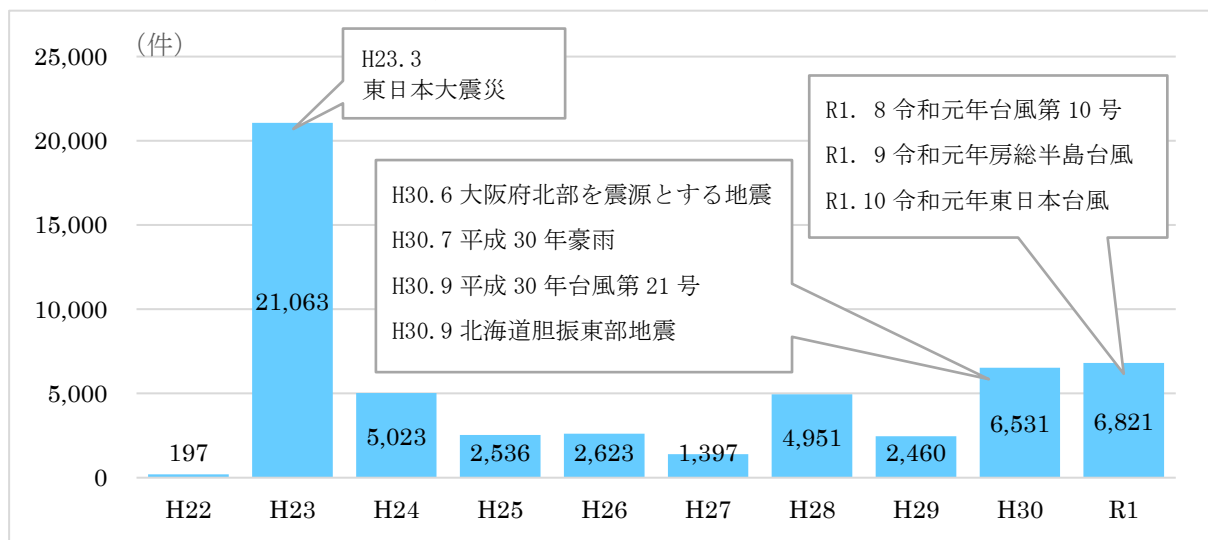 (件)
25,000
20,000
15,000
10,000
5,000
0
H23.3
東日本大震災
R1. 8 令和元年台風第 10 号
R1. 9 令和元年房総半島台風
R1.10 令和元年東日本台風
H30.6 大阪府北部を震源とする地震
H30.7 平成 30 年豪雨
H30.9 平成 30 年台風第 21 号
H30.9 北海道胆振東部地震
197
21,063
5,023
2,536
2,623
1,397
4,951
2,460
6,531
6,821
H22 H23 H24 H25 H26 H27 H28 H29 H30 R1